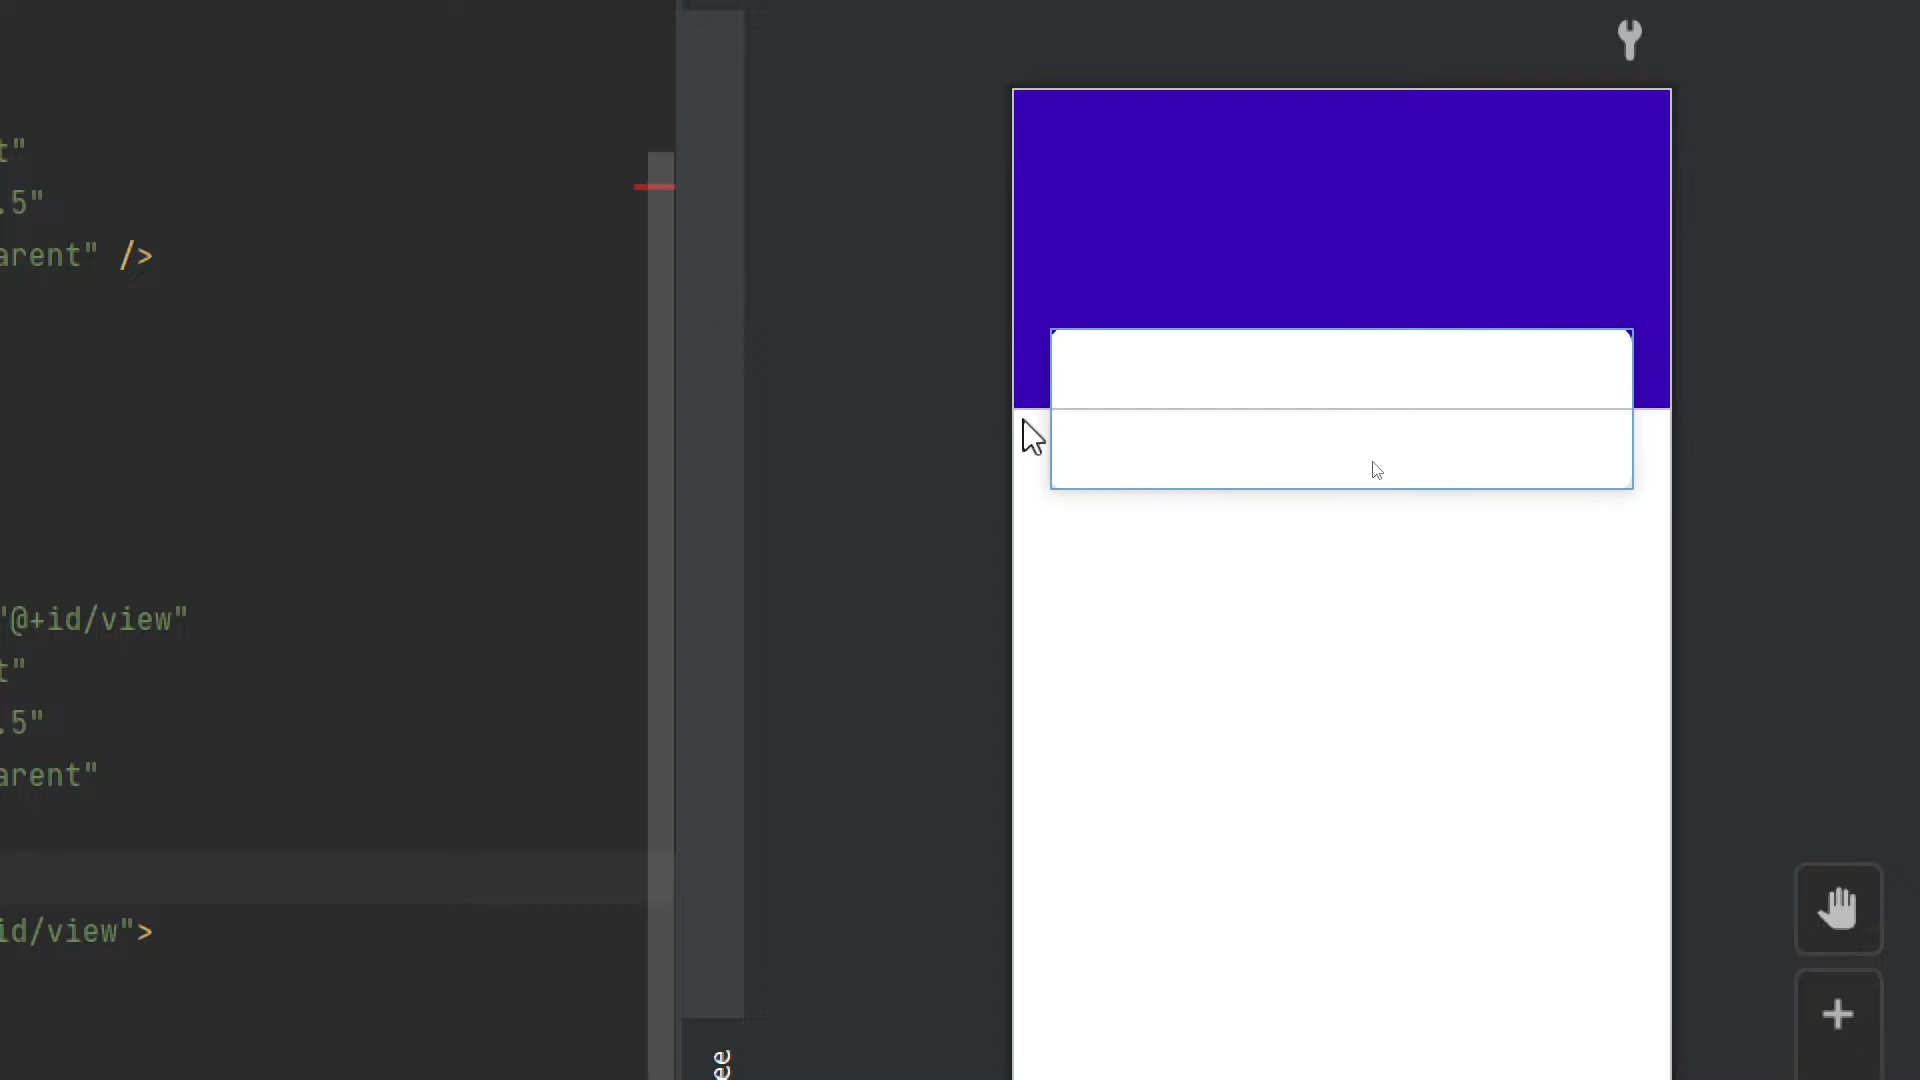 t"
.5"
arent" />
"@+id/view"
t"
.5"
arent"
id/view">
ee